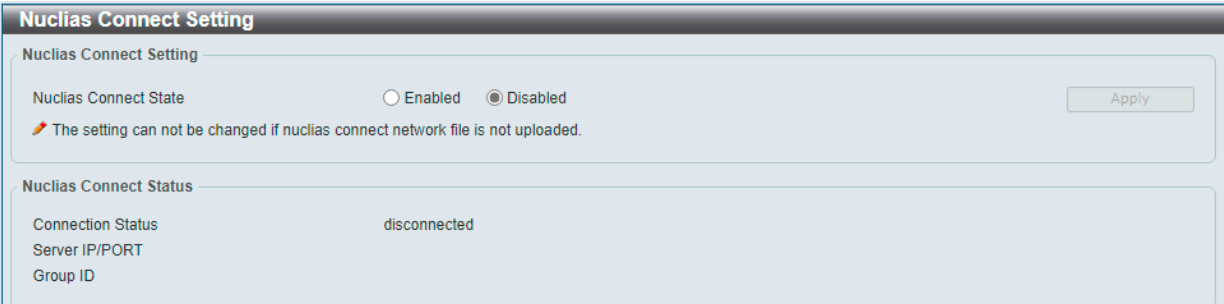 Nuclias Connect Setting
Nuclias Connect Setting
Nuclias Connect State Enabled Disabled Apply
The setting can not be changed if nuclias connect network file is not uploaded.
Nuclias Connect Status
Connection Status disconnected
Server IP/PORT
Group ID